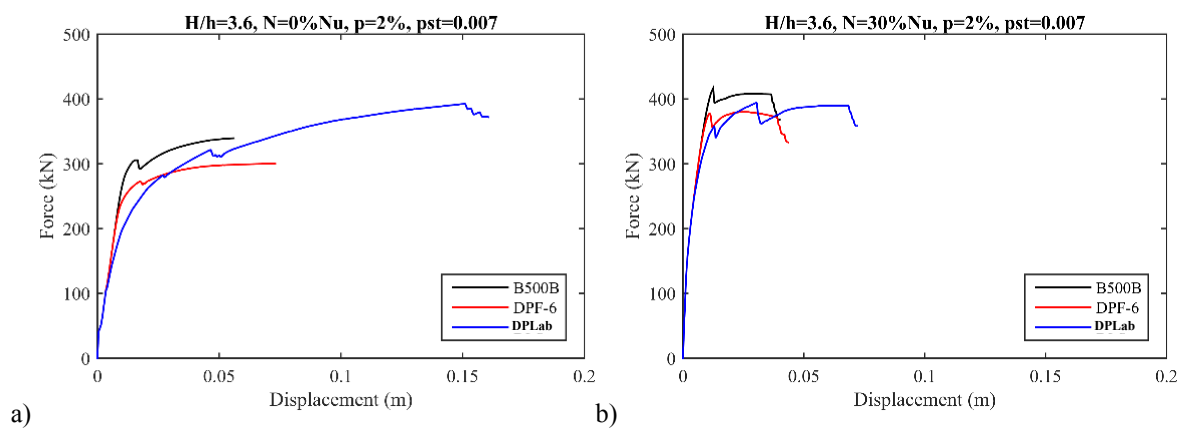 H/h=3.6, N=0%Nu, p=2%, pst=0.007
500
400
300
200
100
0
Force (kN)
B500B
DPF-6
DPLab
0
0.05
0.1
0.15
0.2
Displacement (m)
a)
H/h=3.6, N=30%Nu, p=2%, pst=0.007
500
400
300
200
100
0
Force (kN)
B500B
DPF-6
DPLab
0
0.05
0.1
0.15
0.2
Displacement (m)
b)